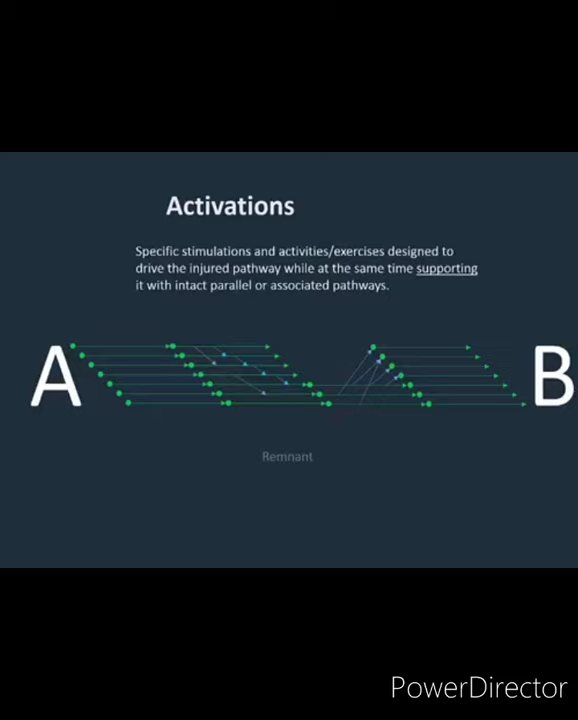 Activations
Specific stimulations and activities/exercises designed to
drive the injured pathway while at the same time supporting
it with intact parallel or associated pathways.
A B
Remnant
PowerDirector